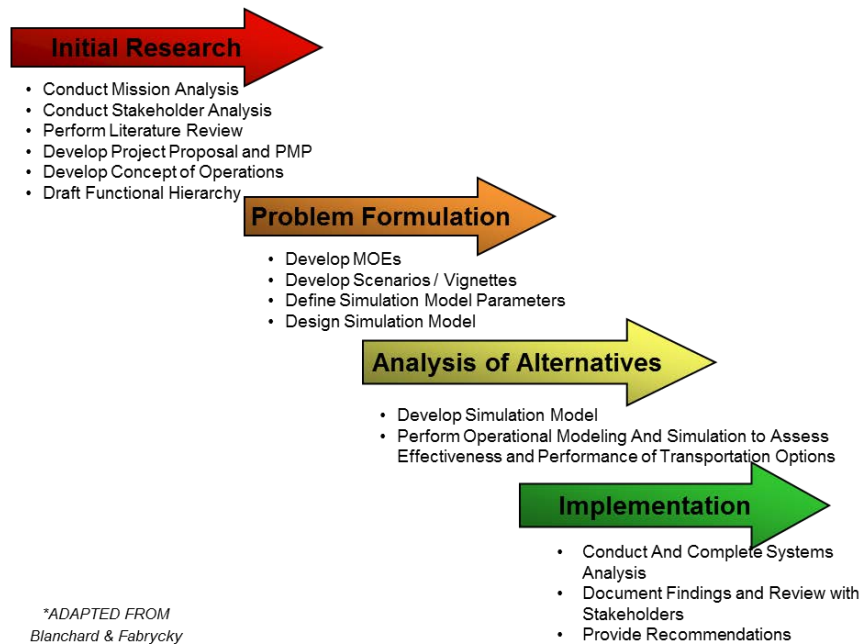 Initial Research
• Conduct Mission Analysis
• Conduct Stakeholder Analysis
• Perform Literature Review
• Develop Project Proposal and PMP
• Develop Concept of Operations
• Draft Functional Hierarchy
Problem Formulation
• Develop MOEs
• Develop Scenarios / Vignettes
• Define Simulation Model Parameters
• Design Simulation Model
Analysis of Alternatives
• Develop Simulation Model
• Perform Operational Modeling And Simulation to Assess
Effectiveness and Performance of Transportation Options
Implementation
• Conduct And Complete Systems
Analysis
• Document Findings and Review with
Stakeholders
• Provide Recommendations
*ADAPTED FROM
Blanchard & Fabrycky